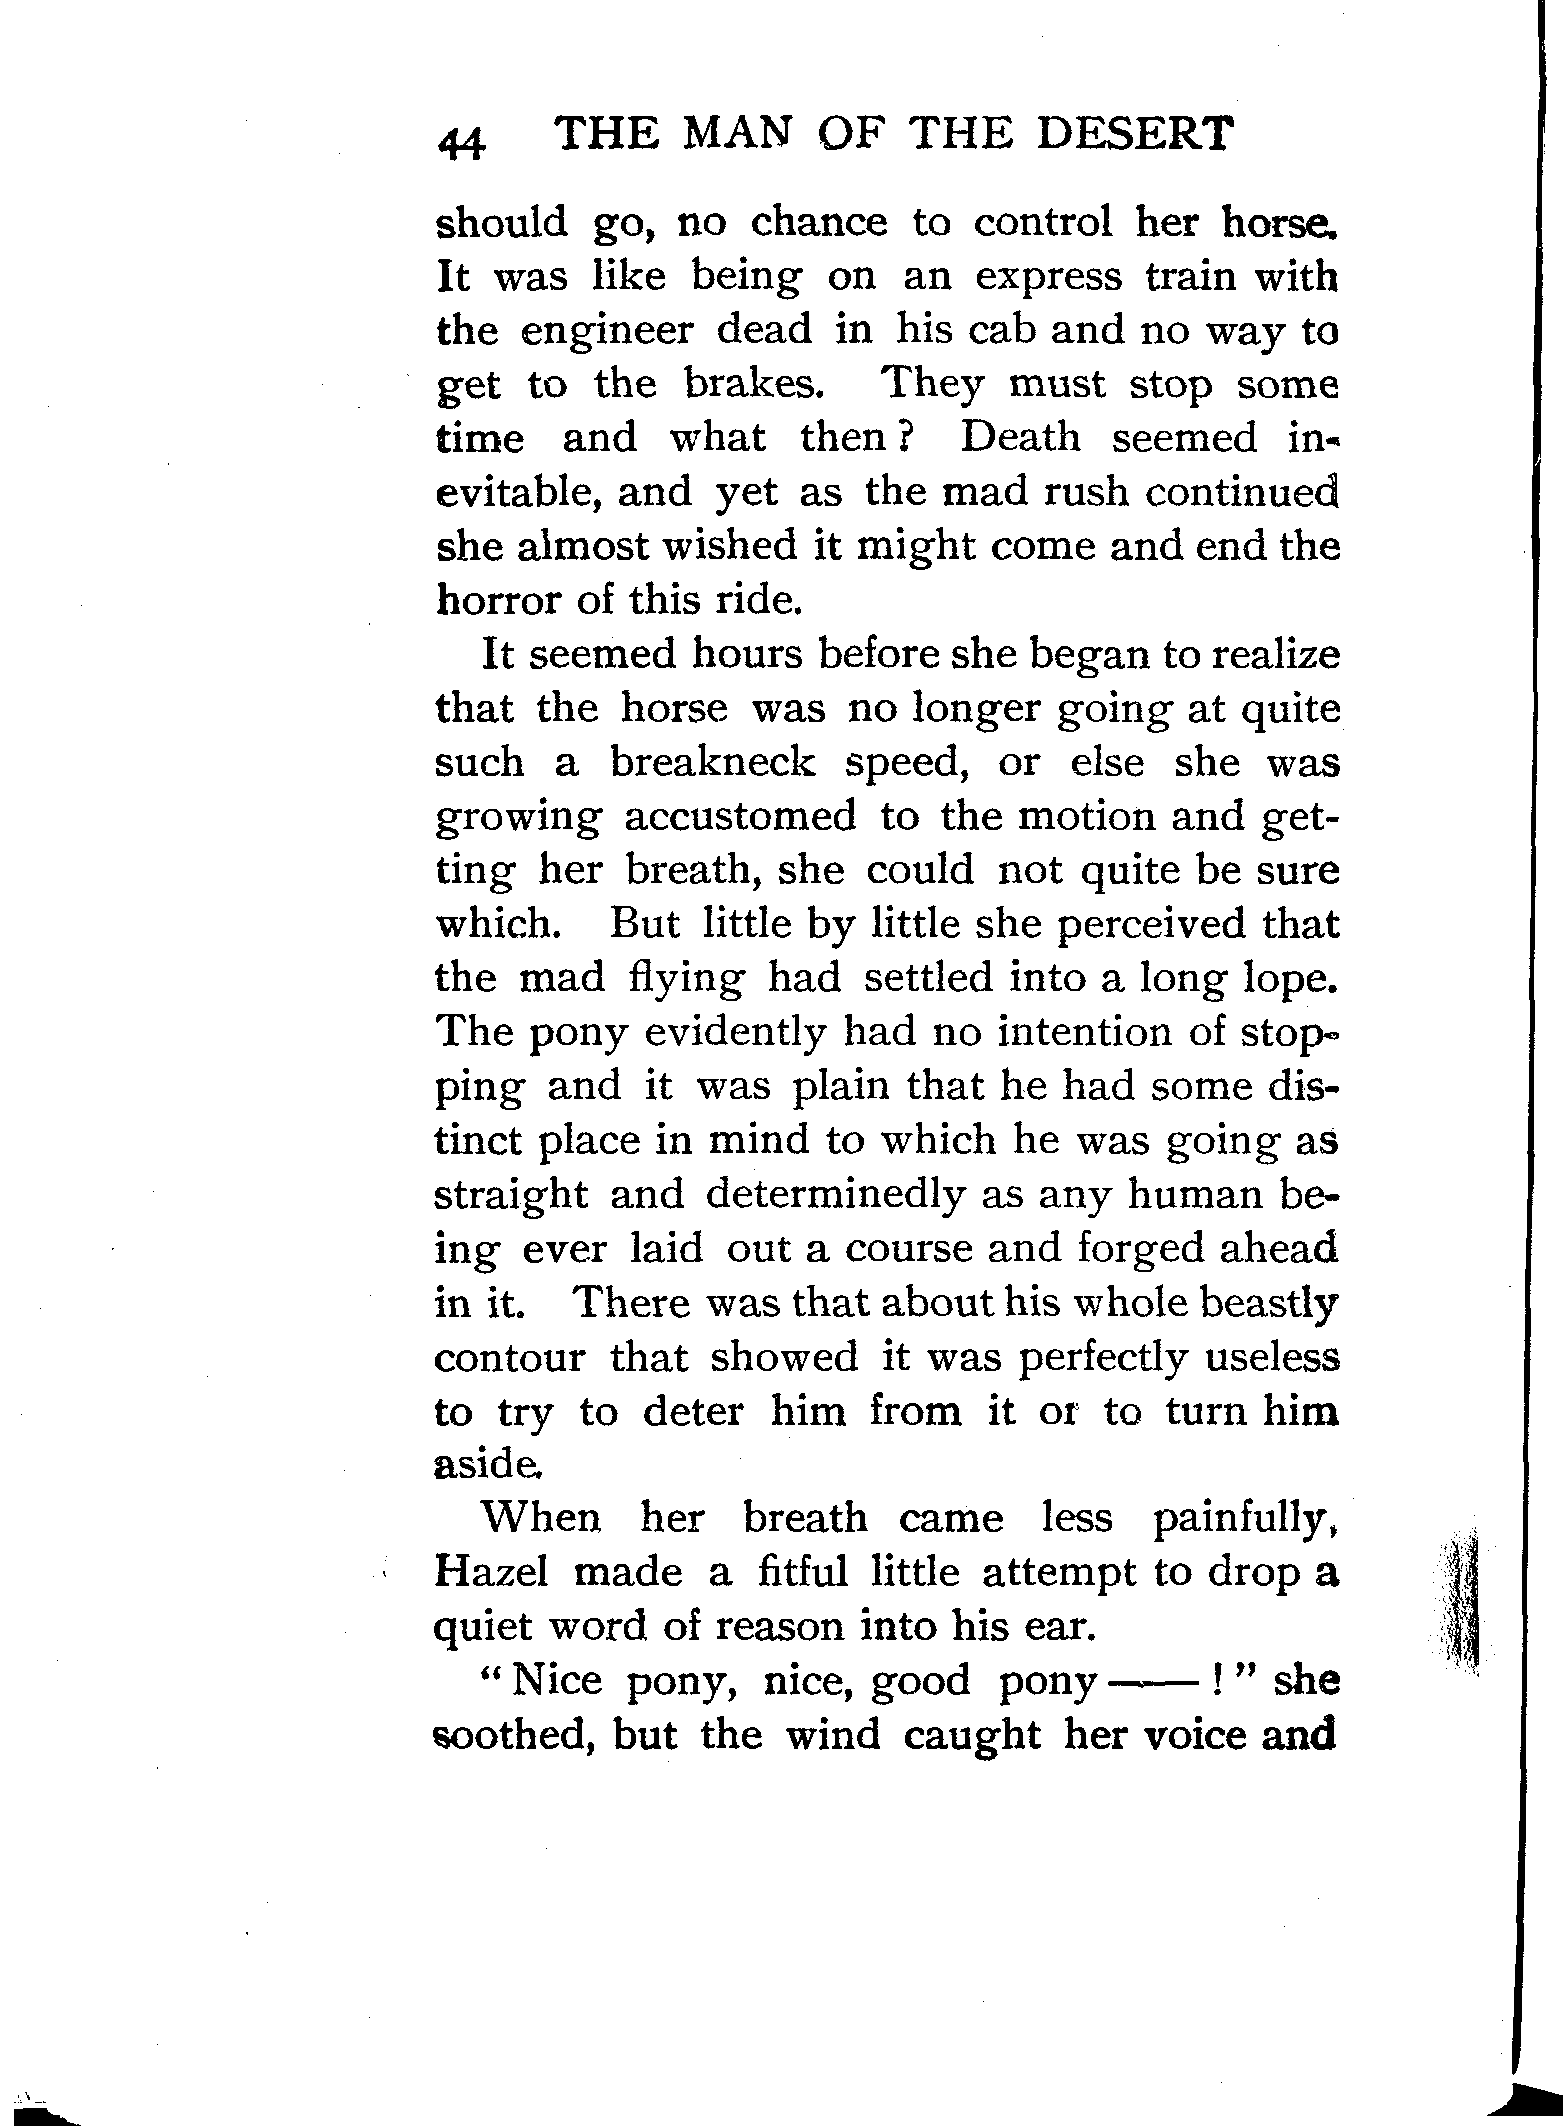 44 THE MAN OF THE DESERT
should go, no chance to control her horse.
It was like being on an express train with
the engineer dead in his cab and no way to
get to the brakes. They must stop some
time and what then? Death seemed in-
evitable, and yet as the mad rush continued
she almost wished it might come and end the
horror of this ride.
It seemed hours before she began to realize
that the horse was no longer going at quite
such a breakneck speed, or else she was
growing accustomed to the motion and get-
ting her breath, she could not quite be sure
which. But little by little she perceived that
the mad flying had settled into a long lope.
The pony evidently had no intention of stop-
ping and it was plain that he had some dis-
tinct place in mind to which he was going as
straight and determinedly as any human be-
ing ever laid out a course and forged ahead
in it. There was that about his whole beastly
contour that showed it was perfectly useless
to try to deter him from it or to turn him
aside.
When her breath came less painfully,
Hazel made a fitful little attempt to drop a
quiet word of reason into his ear.
“Nice pony, nice, good pony——!” she
soothed, but the wind caught her voice and